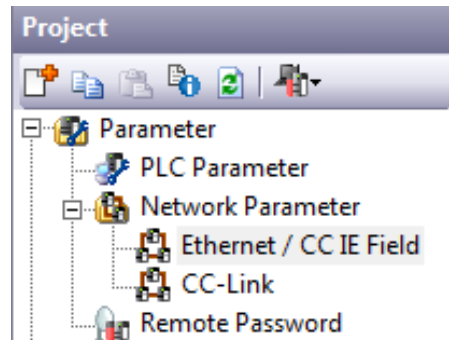 Project
Parameter
PLC Parameter
Network Parameter
Ethernet / CC IE Field
CC-Link
Remote Password